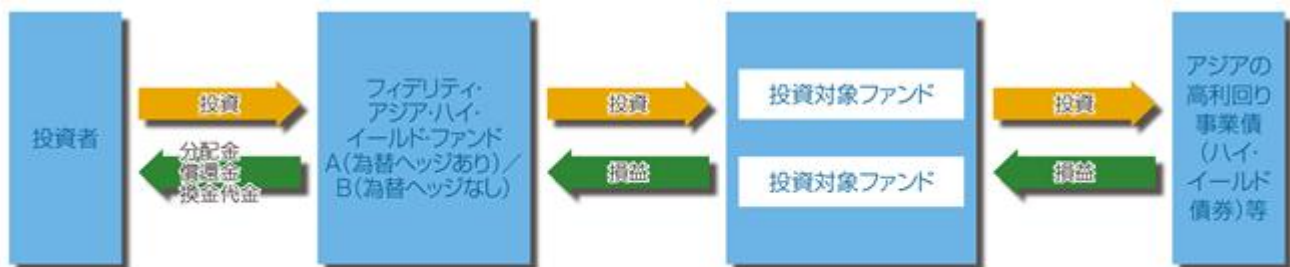 投資者
投資
分配金
償還金
換金代金
フィデリティ・
アジア・ハイ・
イールド・ファンド
A(為替ヘッジあり)/
B(為替ヘッジなし)
投資
損益
投資対象ファンド
投資対象ファンド
投資
損益
アジアの
高利回り
事業債
(ハイ・
イールド
債券)等